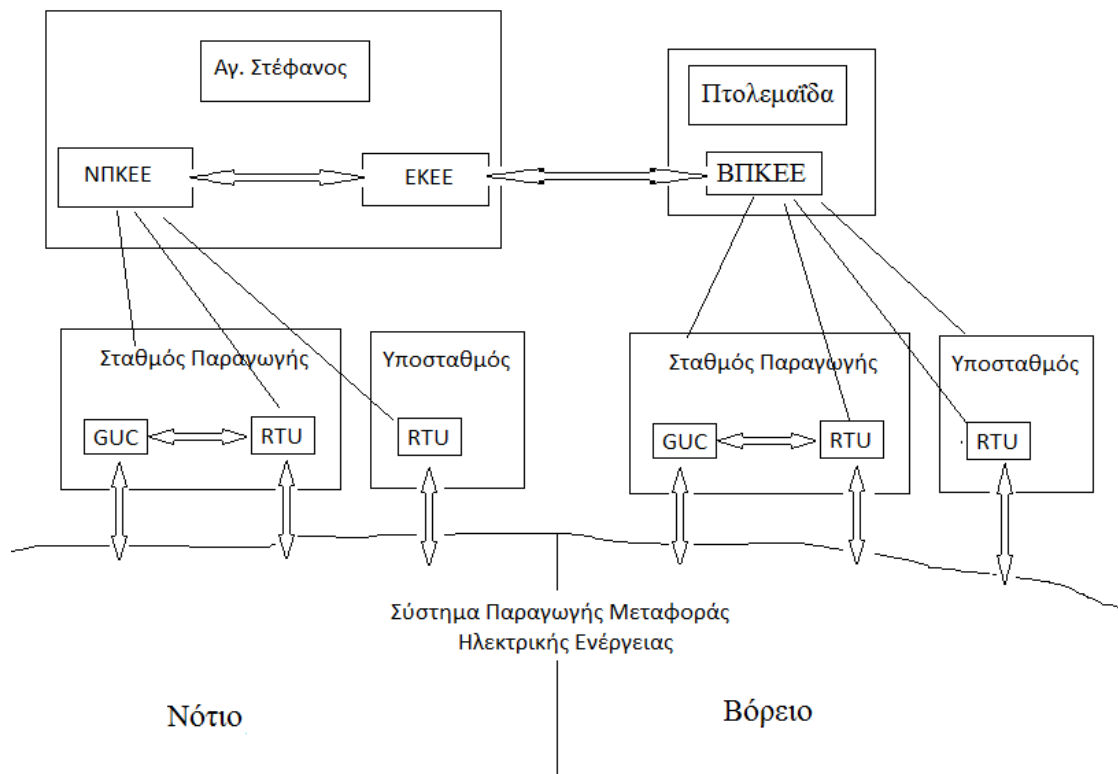 Αγ. Στέφανος
Πτολεμαΐδα
ΝΠΚΕΕ
ΕΚΕΕ
ΒΠΚΕΕ
Σταθμός Παραγωγής
Υποσταθμός
Σταθμός Παραγωγής
Υποσταθμός
GUC
RTU
RTU
GUC
RTU
RTU
Σύστημα Παραγωγής Μεταφοράς
Ηλεκτρικής Ενέργειας
Νότιο
Βόρειο